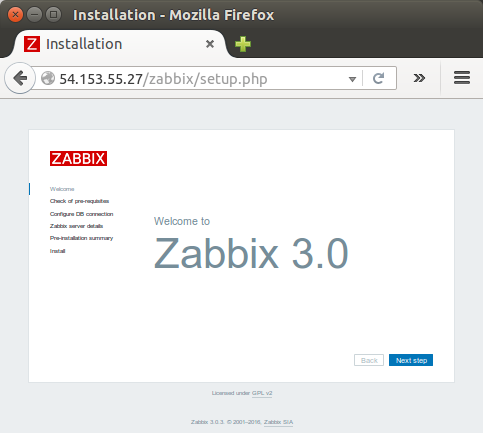 Installation - Mozilla Firefox
Z Installation
54.153.55.27/zabbix/setup.php
ZABBIX
Welcome
Check of pre-requisites
Configure DB connection
Zabbix server details
Pre-installation summary
Install
Welcome to
Zabbix 3.0
Back Next step
Licensed under GPL v2
Zabbix 3.0.3 © 2001–2016, Zabbix SIA